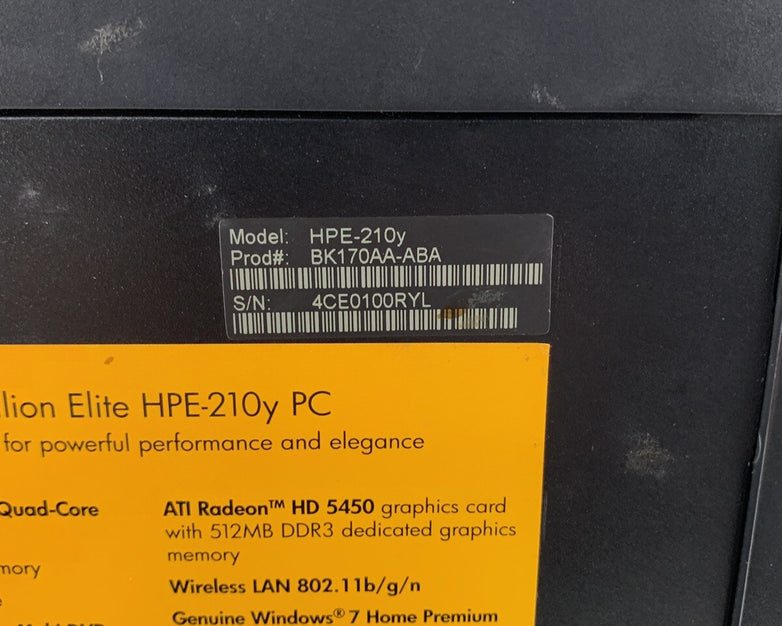 Model: HPE-210y
Prod#: BK170AA-ABA
S/N: 4CE0100RYL
lion Elite HPE-210y PC
for powerful performance and elegance
Quad-Core
ATI Radeon™ HD 5450 graphics card
with 512MB DDR3 dedicated graphics
memory
mory
Wireless LAN 802.11b/g/n
Genuine Windows® 7 Home Premium